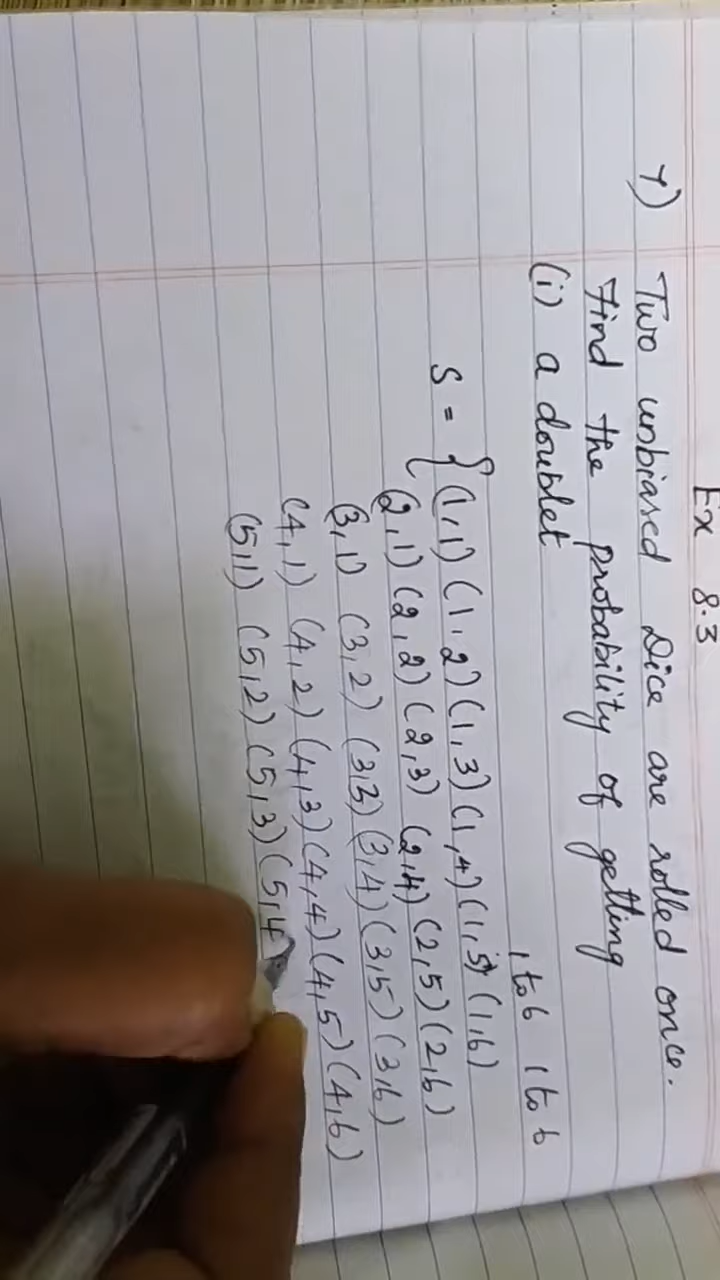 Ex 8.3
7) Two unbiased Dice are rolled once.
Find the probability of getting
(i) a doublet
1 to 6 1 to 6
S = {(1,1) (1,2) (1,3) (1,4) (1,5) (1,6)
(2,1) (2,2) (2,3) (2,4) (2,5) (2,6)
(3,1) (3,2) (3,3) (3,4) (3,5) (3,6)
(4,1) (4,2) (4,3) (4,4) (4,5) (4,6)
(5,1) (5,2) (5,3) (5,4)